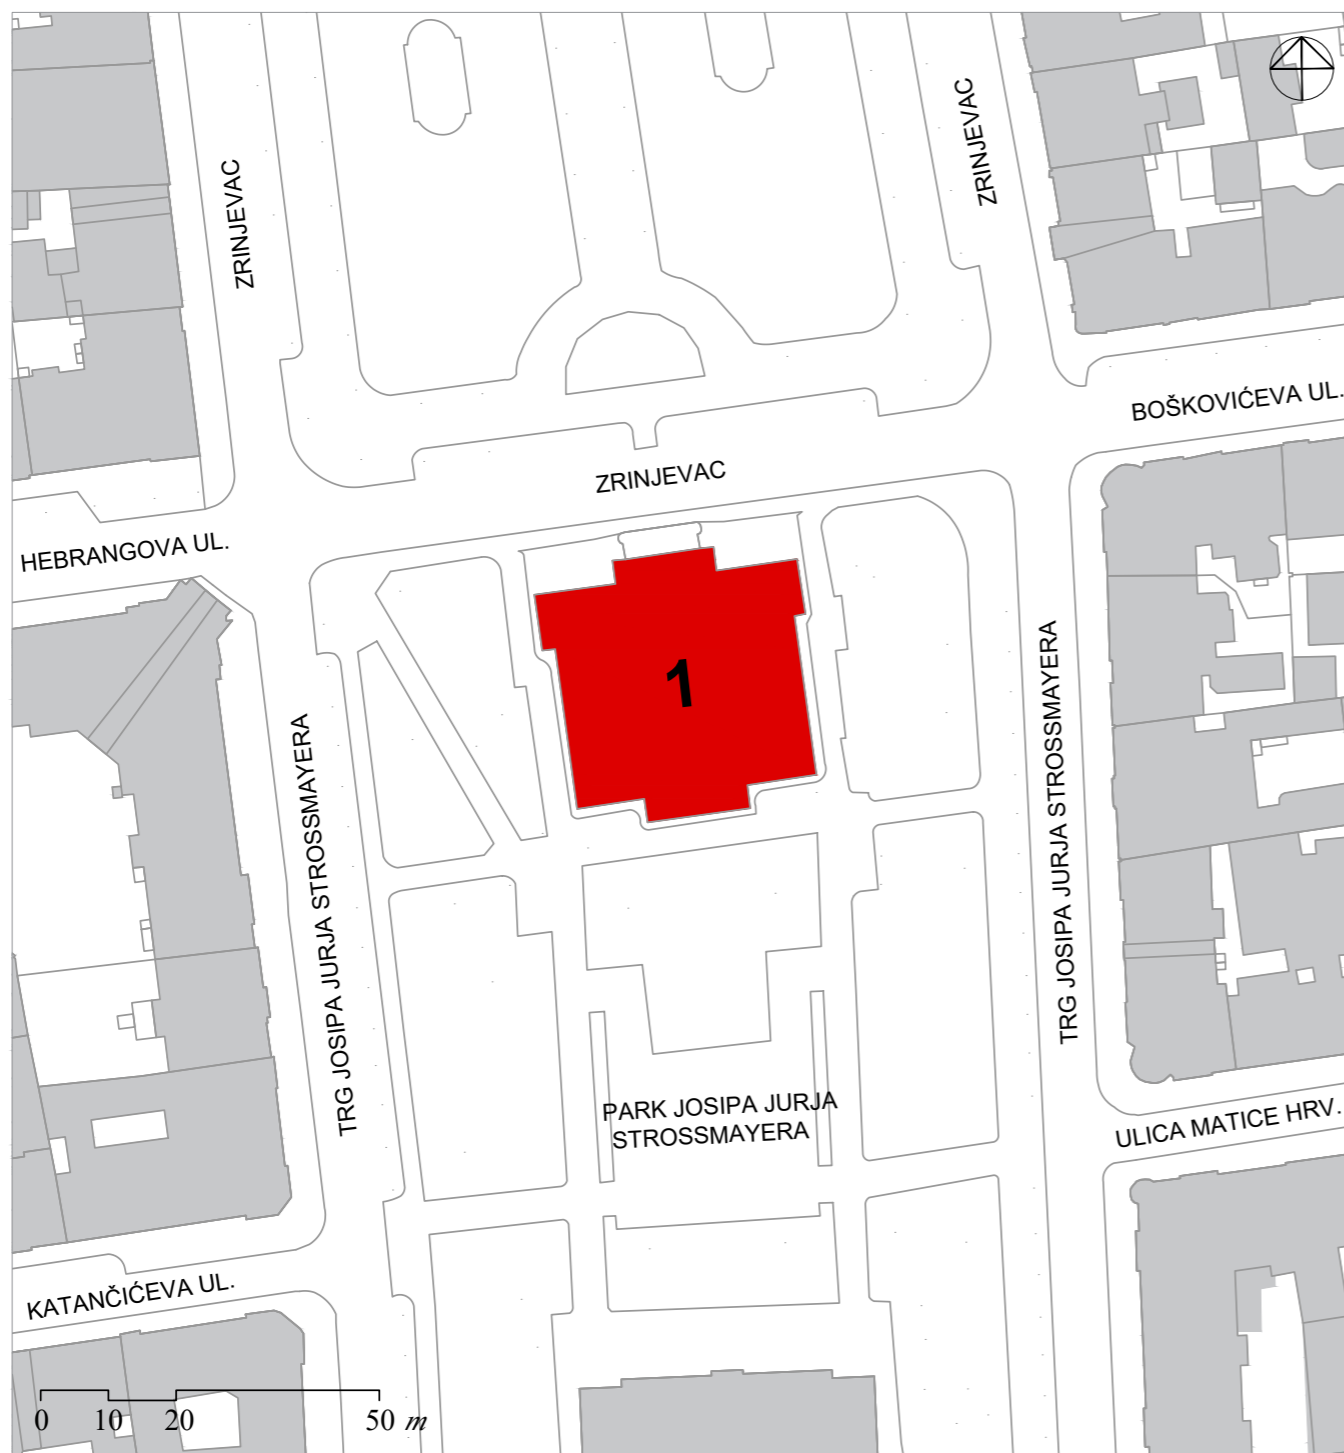 ZRINJEVAC
ZRINJEVAC
BOŠKOVIĆEVA UL.
ZRINJEVAC
HEBRANGOVA UL.
1
TRG JOSIPA JURJA STROSSMAYERA
TRG JOSIPA JURJA STROSSMAYERA
PARK JOSIPA JURJA
STROSSMAYERA
ULICA MATICE HRV.
KATANČIĆEVA UL.
0 10 20 50 m